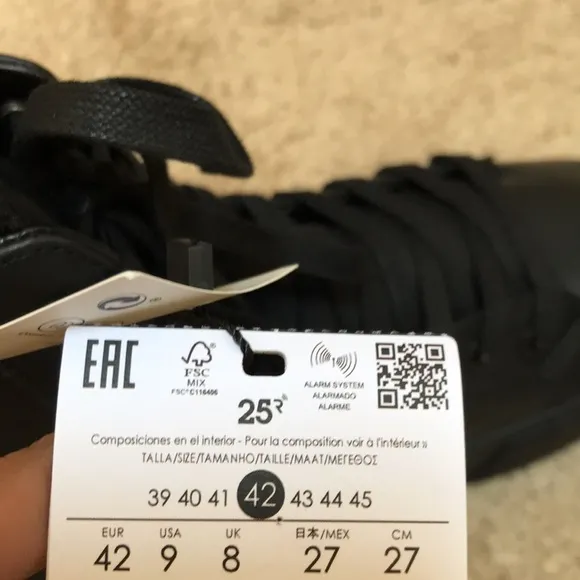 EAC
FSC
MIX
FSC® C116456
ALARM SYSTEM
ALARMADO
ALARME
25
Composiciones en el interior - Pour la composition voir à l'intérieur »
TALLA/SIZE/TAMANHO/TAILLE/MAAT/ΜΕΓΕΘΟΣ
39 40 41 42 43 44 45
EUR USA UK 日本/MEX CM
42 9 8 27 27